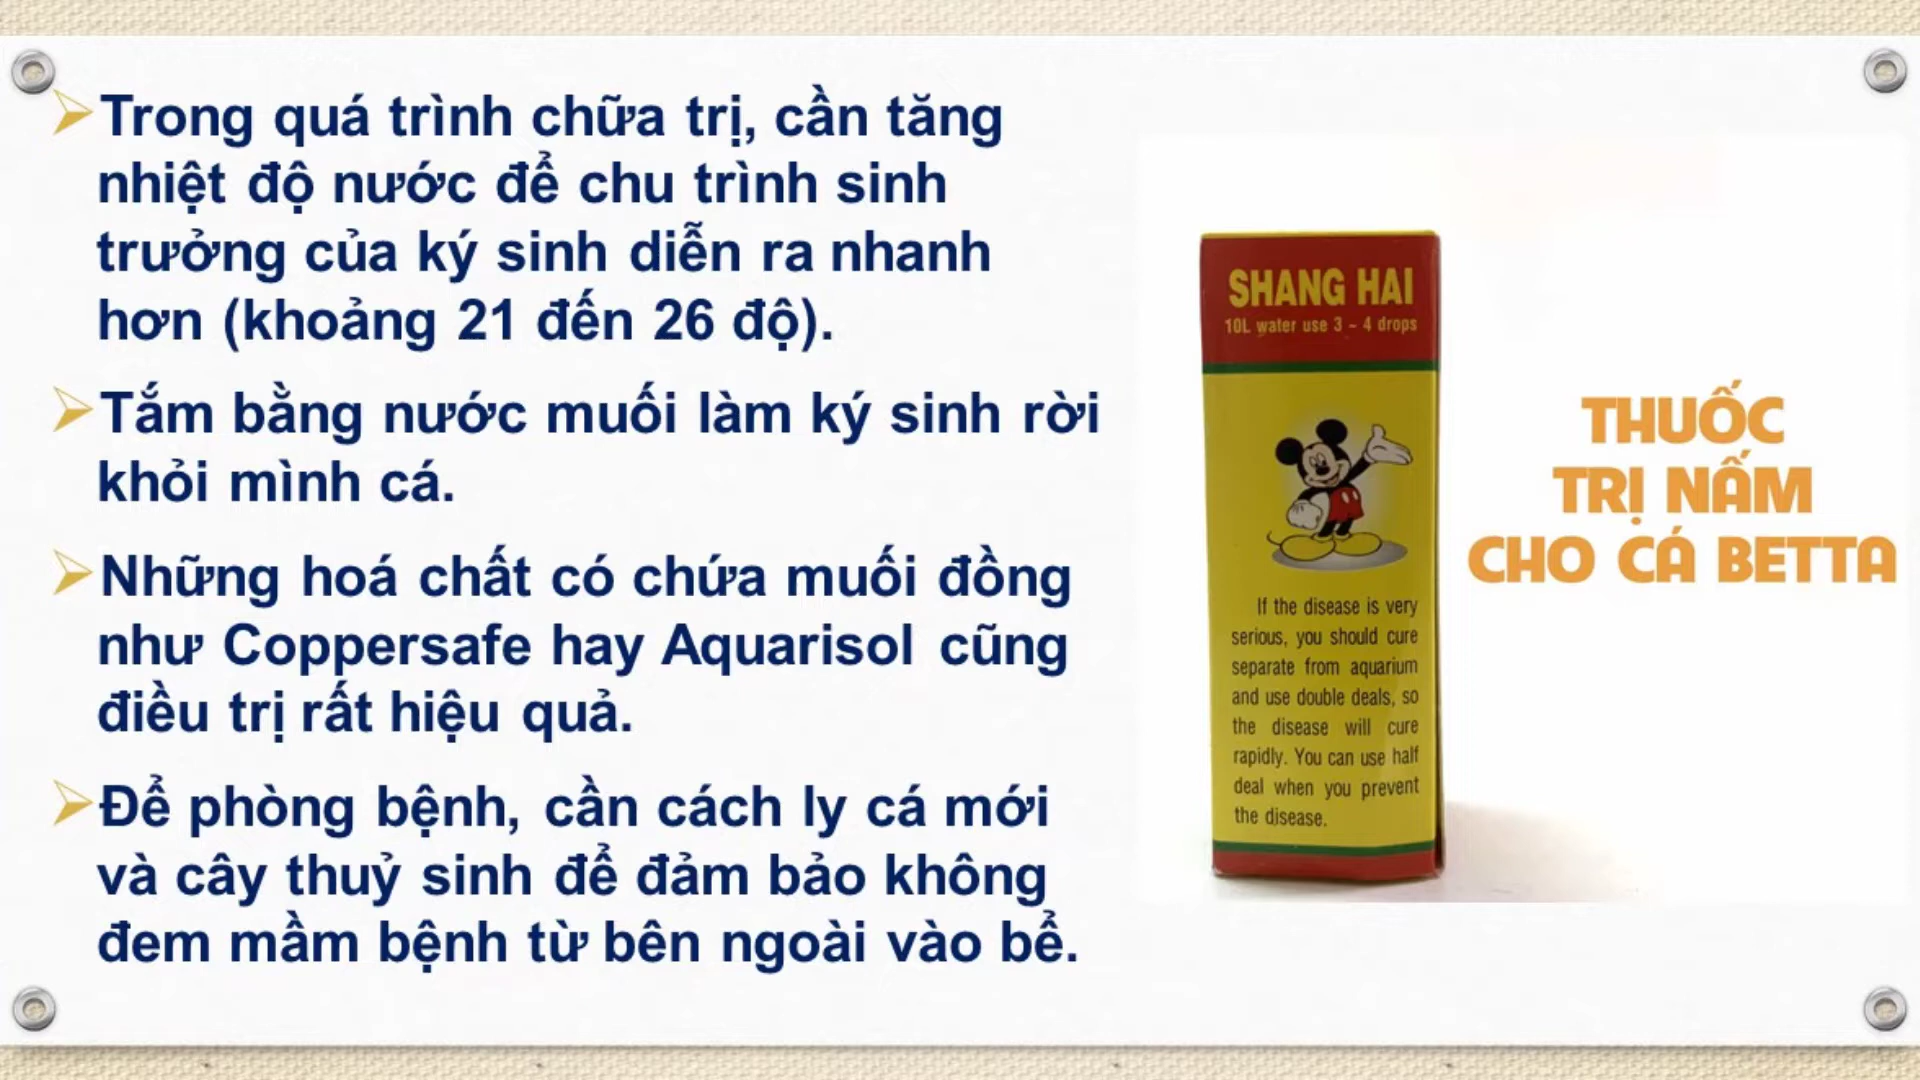 Trong quá trình chữa trị, cần tăng
nhiệt độ nước để chu trình sinh
trưởng của ký sinh diễn ra nhanh
hơn (khoảng 21 đến 26 độ).
Tắm bằng nước muối làm ký sinh rời
khỏi mình cá.
Những hoá chất có chứa muối đồng
như Coppersafe hay Aquarisol cũng
điều trị rất hiệu quả.
Để phòng bệnh, cần cách ly cá mới
và cây thuỷ sinh để đảm bảo không
đem mầm bệnh từ bên ngoài vào bể.
SHANG HAI
10L water use 3 - 4 drops
If the disease is very
serious, you should cure
separate from aquarium
and use double deals, so
the disease will cure
rapidly. You can use half
deal when you prevent
the disease.
THUỐC
TRỊ NẤM
CHO CÁ BETTA